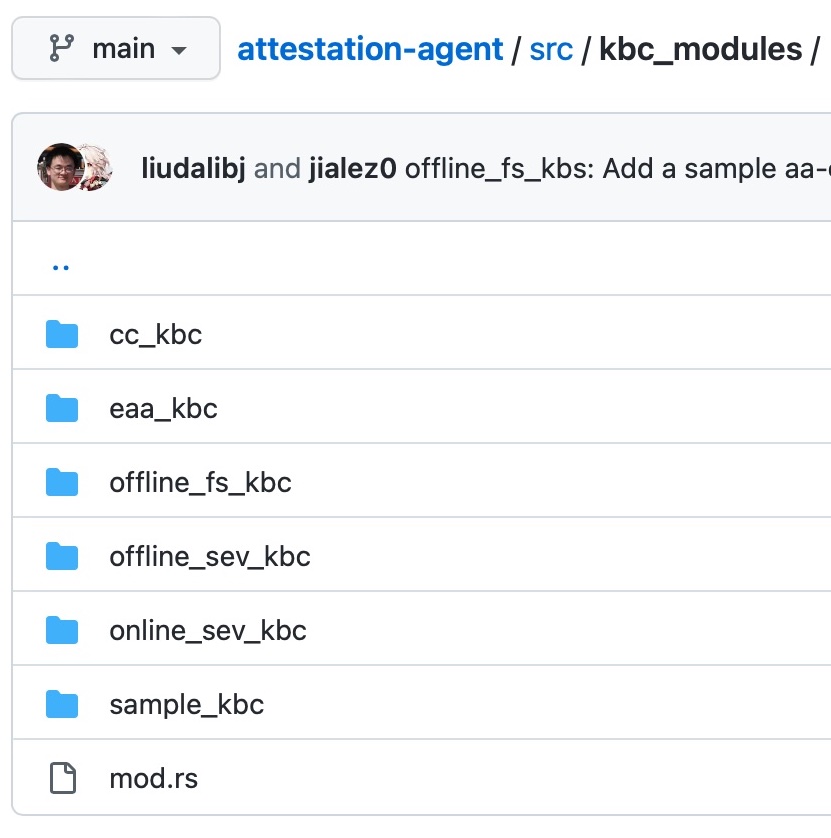 main attestation-agent / src / kbc_modules /
liudalibj and jialez0 offline_fs_kbs: Add a sample aa-
..
cc_kbc
eaa_kbc
offline_fs_kbc
offline_sev_kbc
online_sev_kbc
sample_kbc
mod.rs